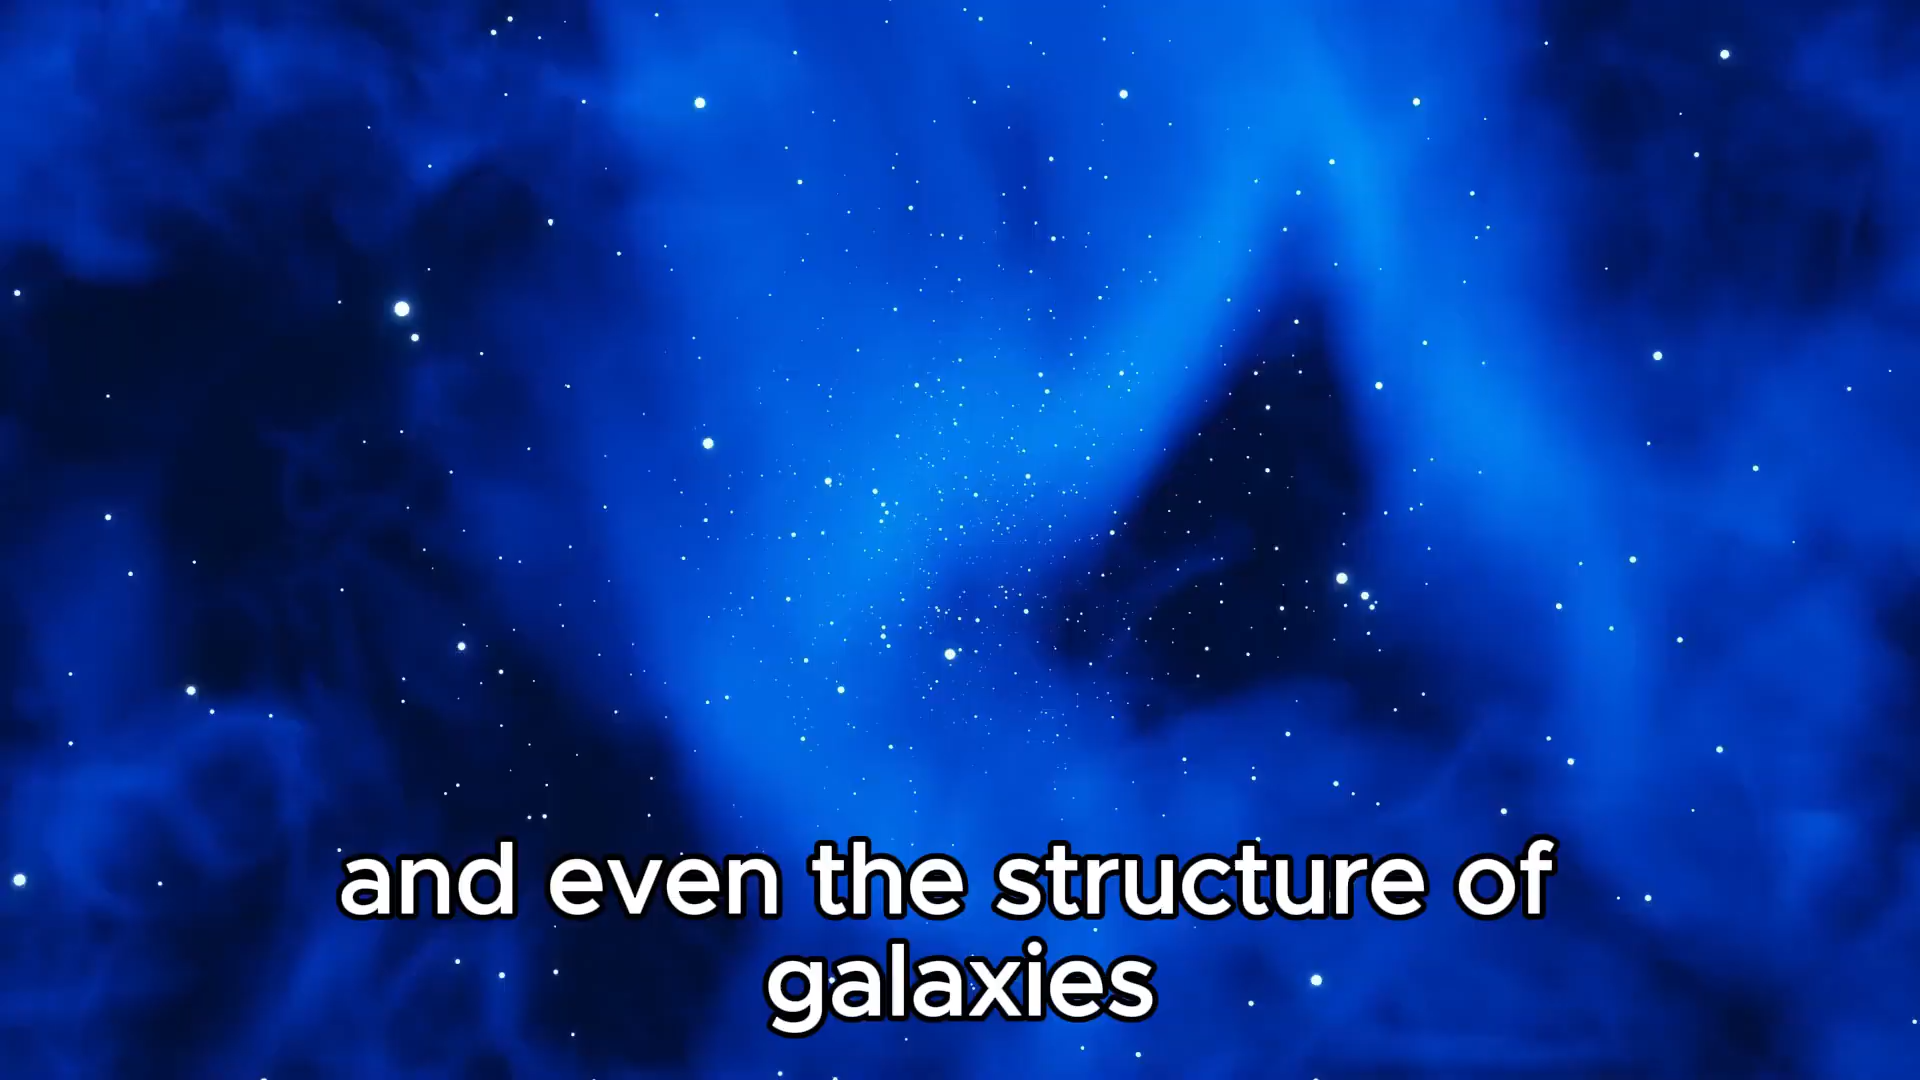 and even the structure of
galaxies